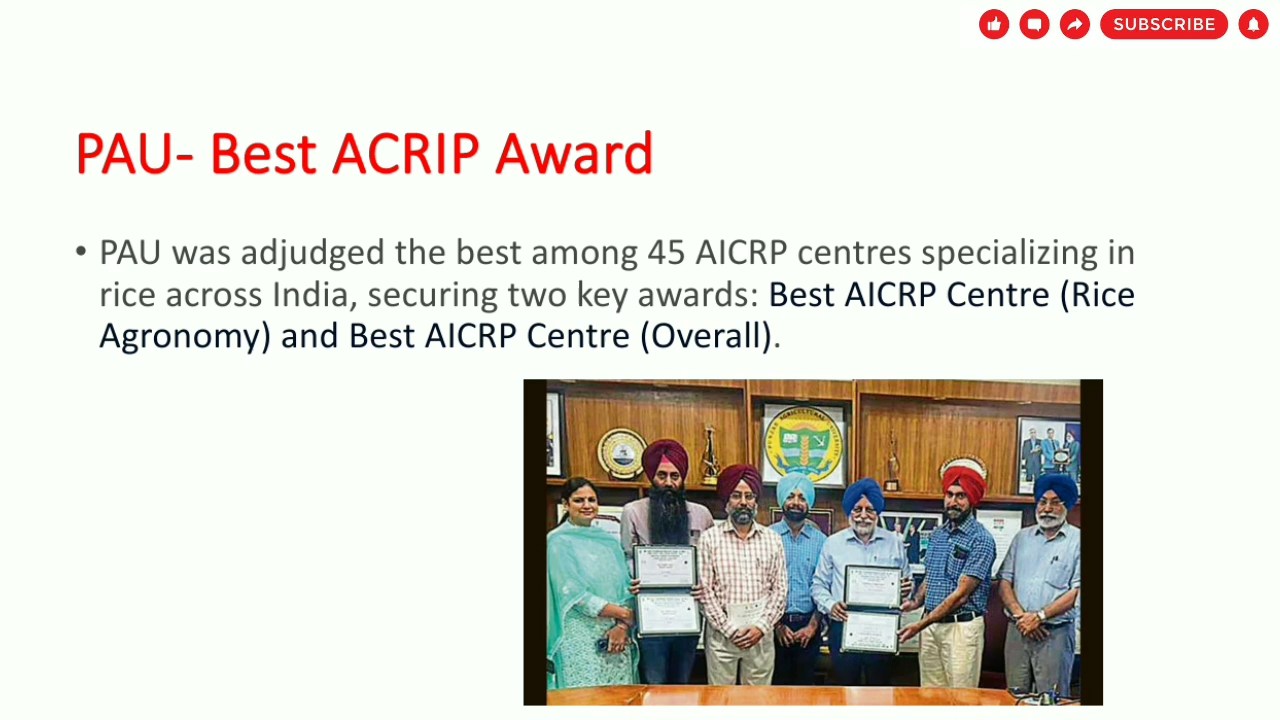 SUBSCRIBE
PAU- Best ACRIP Award
• PAU was adjudged the best among 45 AICRP centres specializing in
rice across India, securing two key awards: Best AICRP Centre (Rice
Agronomy) and Best AICRP Centre (Overall).